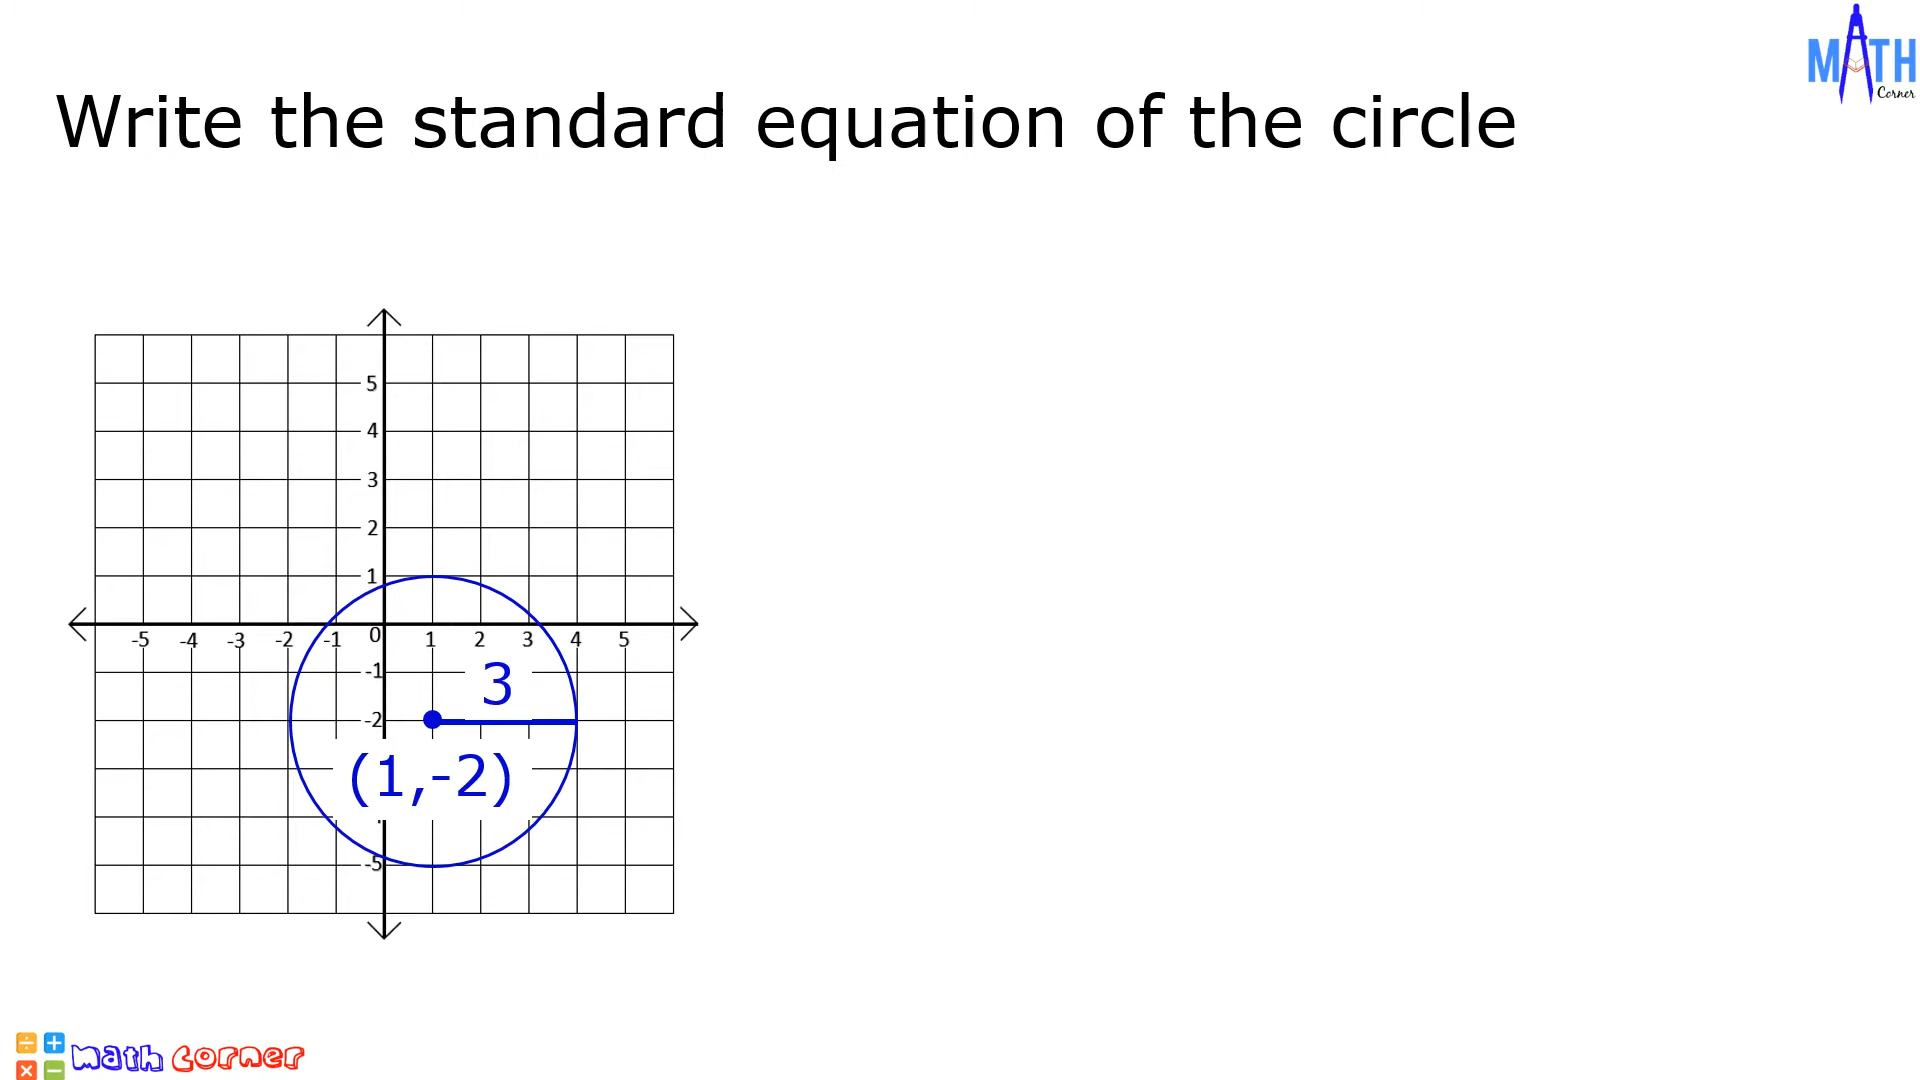 MATH
Corner
Write the standard equation of the circle
5
4
3
2
1
-5 -4 -3 -2 -1 0 1 2 3 4 5
-1
3
-2
(1,-2)
-5
÷ +
× −
math corner